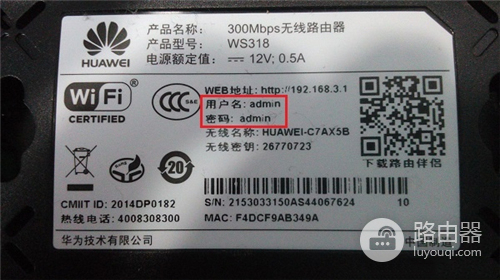 HUAWEI
产品名称: 300Mbps无线路由器
产品型号: WS318
电源额定值: 12V; 0.5A
WiFi
CERTIFIED
CCC
S&E
WEB地址: http://192.168.3.1
用户名: admin
密码: admin
无线名称: HUAWEI-C7AX5B
无线密钥: 26770723
下载路由伴侣
20
CMIIT ID: 2014DP0182
热线电话: 4008308300
华为技术有限公司
S/N: 2153033150AS44067624
10
MAC: F4DCF9AB349A
路由器
luyouqi.com